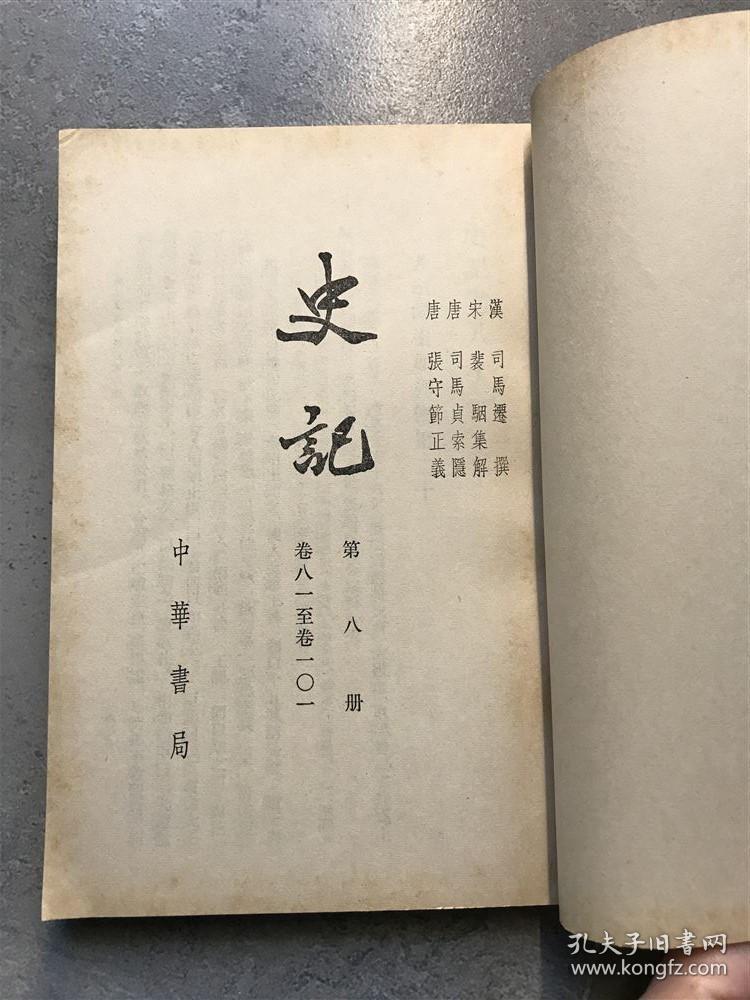 漢 司馬遷 撰
宋 裴駰集解
唐 司馬貞索隱
唐 張守節正義
史記
第八册
卷八一至卷一〇一
中華書局
孔夫子旧书网
www.kongfz.com